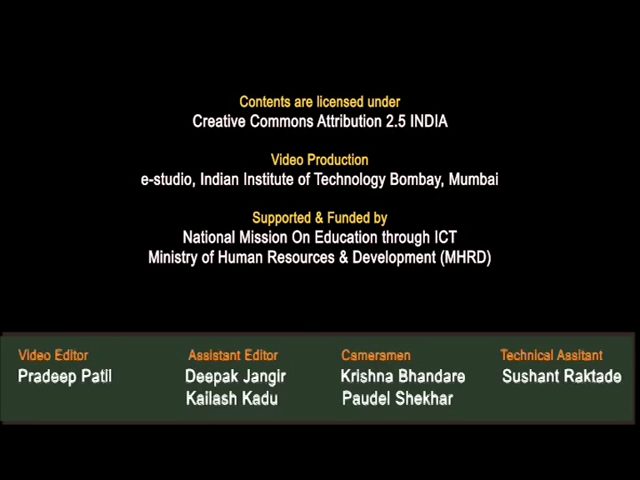 Contents are licensed under
Creative Commons Attribution 2.5 INDIA
Video Production
e-studio, Indian Institute of Technology Bombay, Mumbai
Supported & Funded by
National Mission On Education through ICT
Ministry of Human Resources & Development (MHRD)
Video Editor
Pradeep Patil
Assistant Editor
Deepak Jangir
Kailash Kadu
Cameramen
Krishna Bhandare
Paudel Shekhar
Technical Assitant
Sushant Raktade